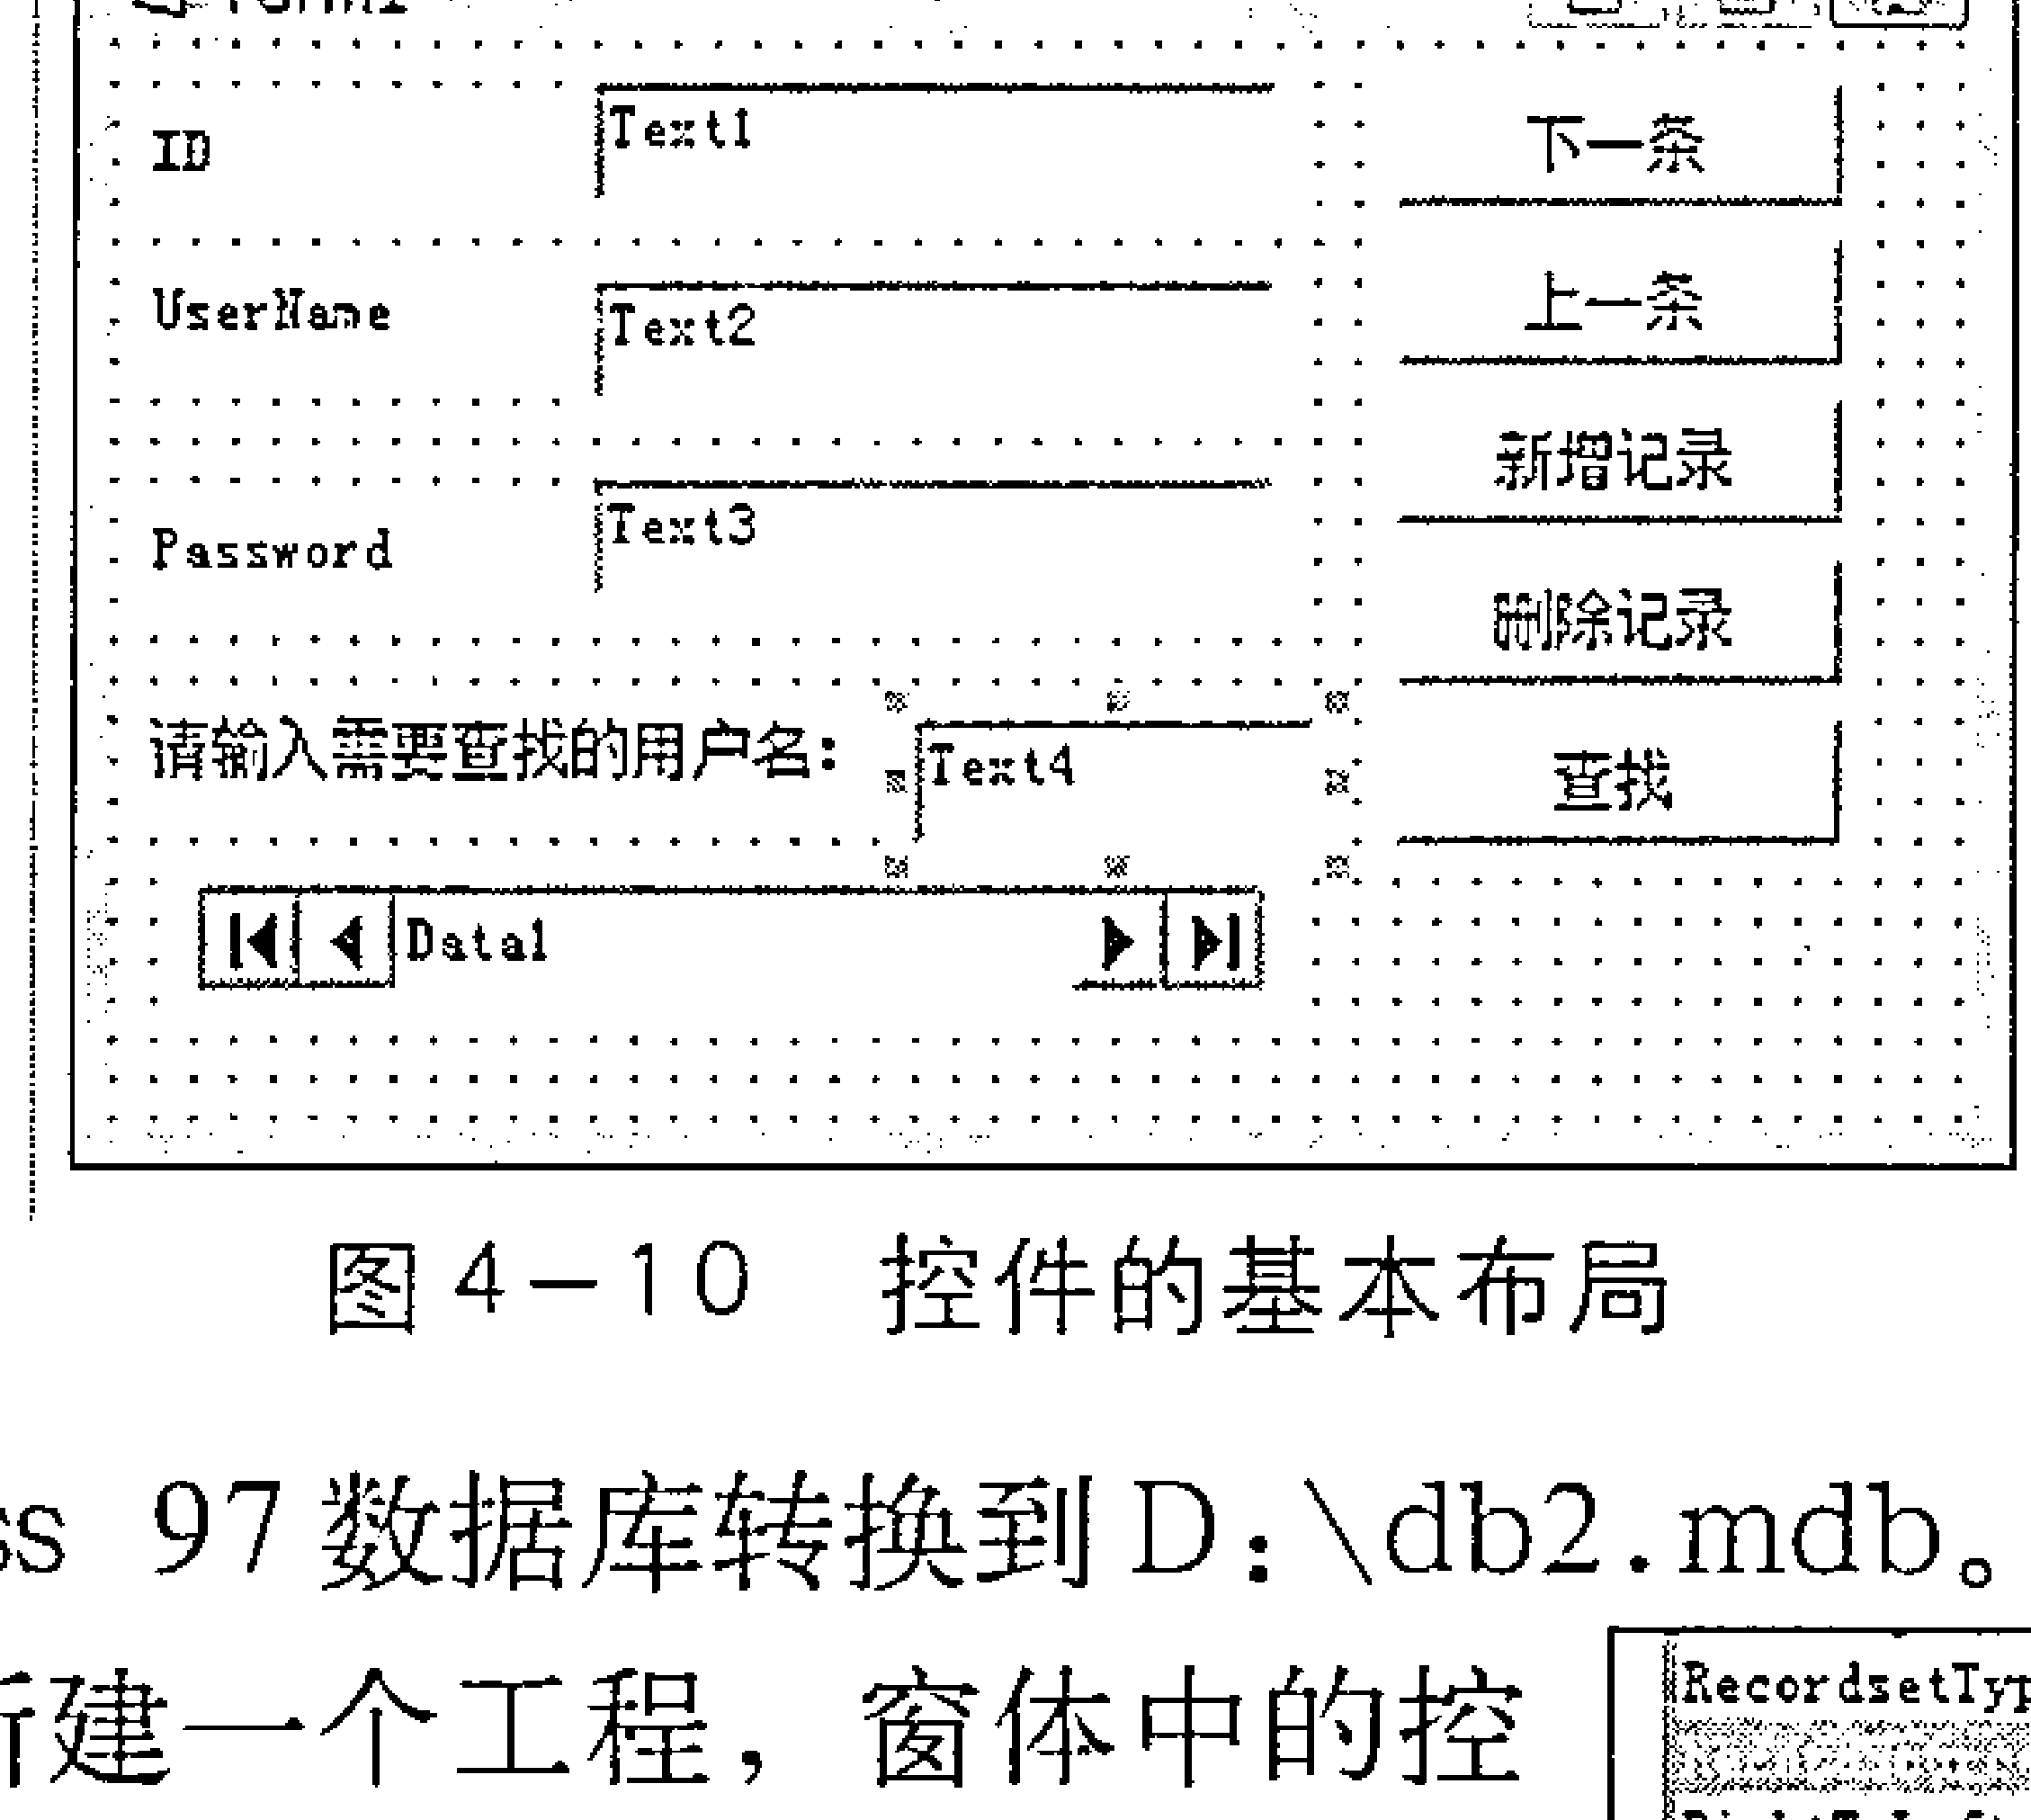 ID
Text1
下一条
UserName
Text2
上一条
新增记录
Password
Text3
删除记录
请输入需要查找的用户名：
Text4
查找
Data1
图4－10 控件的基本布局
97数据库转换到D：\db2.mdb。
建一个工程，窗体中的控